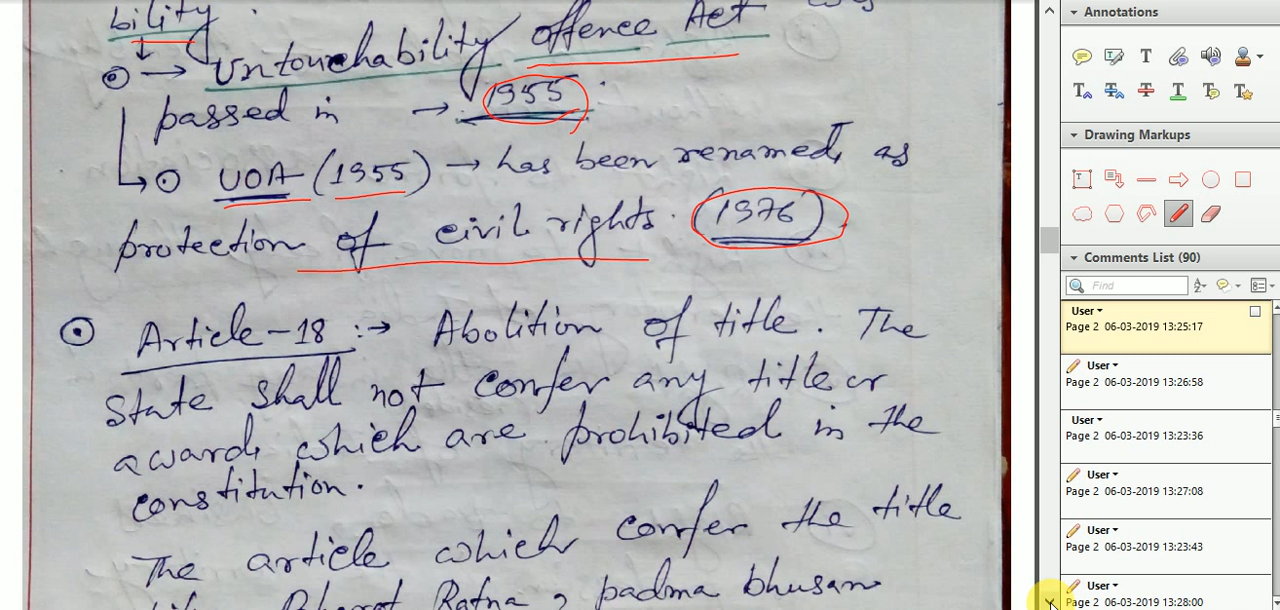 bility.
→ Untouchability offence Act
passed in → 1955.
→ UOA (1955) → has been renamed, as
protection of civil rights. (1976)
Article-18 :→ Abolition of title. The
State shall not confer any title or
award, which are prohibited in the
constitution.
The article which confer the title
Bharat Ratna, padma bhusan
Annotations
Drawing Markups
Comments List (90)
Find
User
Page 2 06-03-2019 13:25:17
User
Page 2 06-03-2019 13:26:58
User
Page 2 06-03-2019 13:23:36
User
Page 2 06-03-2019 13:27:08
User
Page 2 06-03-2019 13:23:43
User
Page 2 06-03-2019 13:28:00